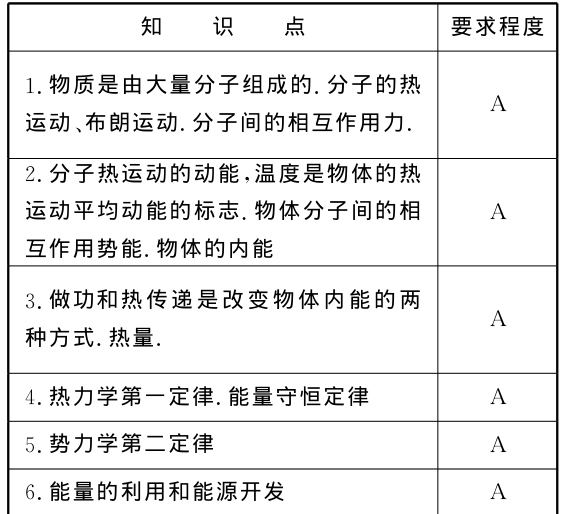 知 识 点 要求程度
1. 物质是由大量分子组成的. 分子的热
运动、布朗运动. 分子间的相互作用力.
A
2. 分子热运动的动能,温度是物体的热
运动平均动能的标志. 物体分子间的相
互作用势能. 物体的内能
A
3. 做功和热传递是改变物体内能的两
种方式. 热量.
A
4. 热力学第一定律. 能量守恒定律 A
5. 势力学第二定律 A
6. 能量的利用和能源开发 A